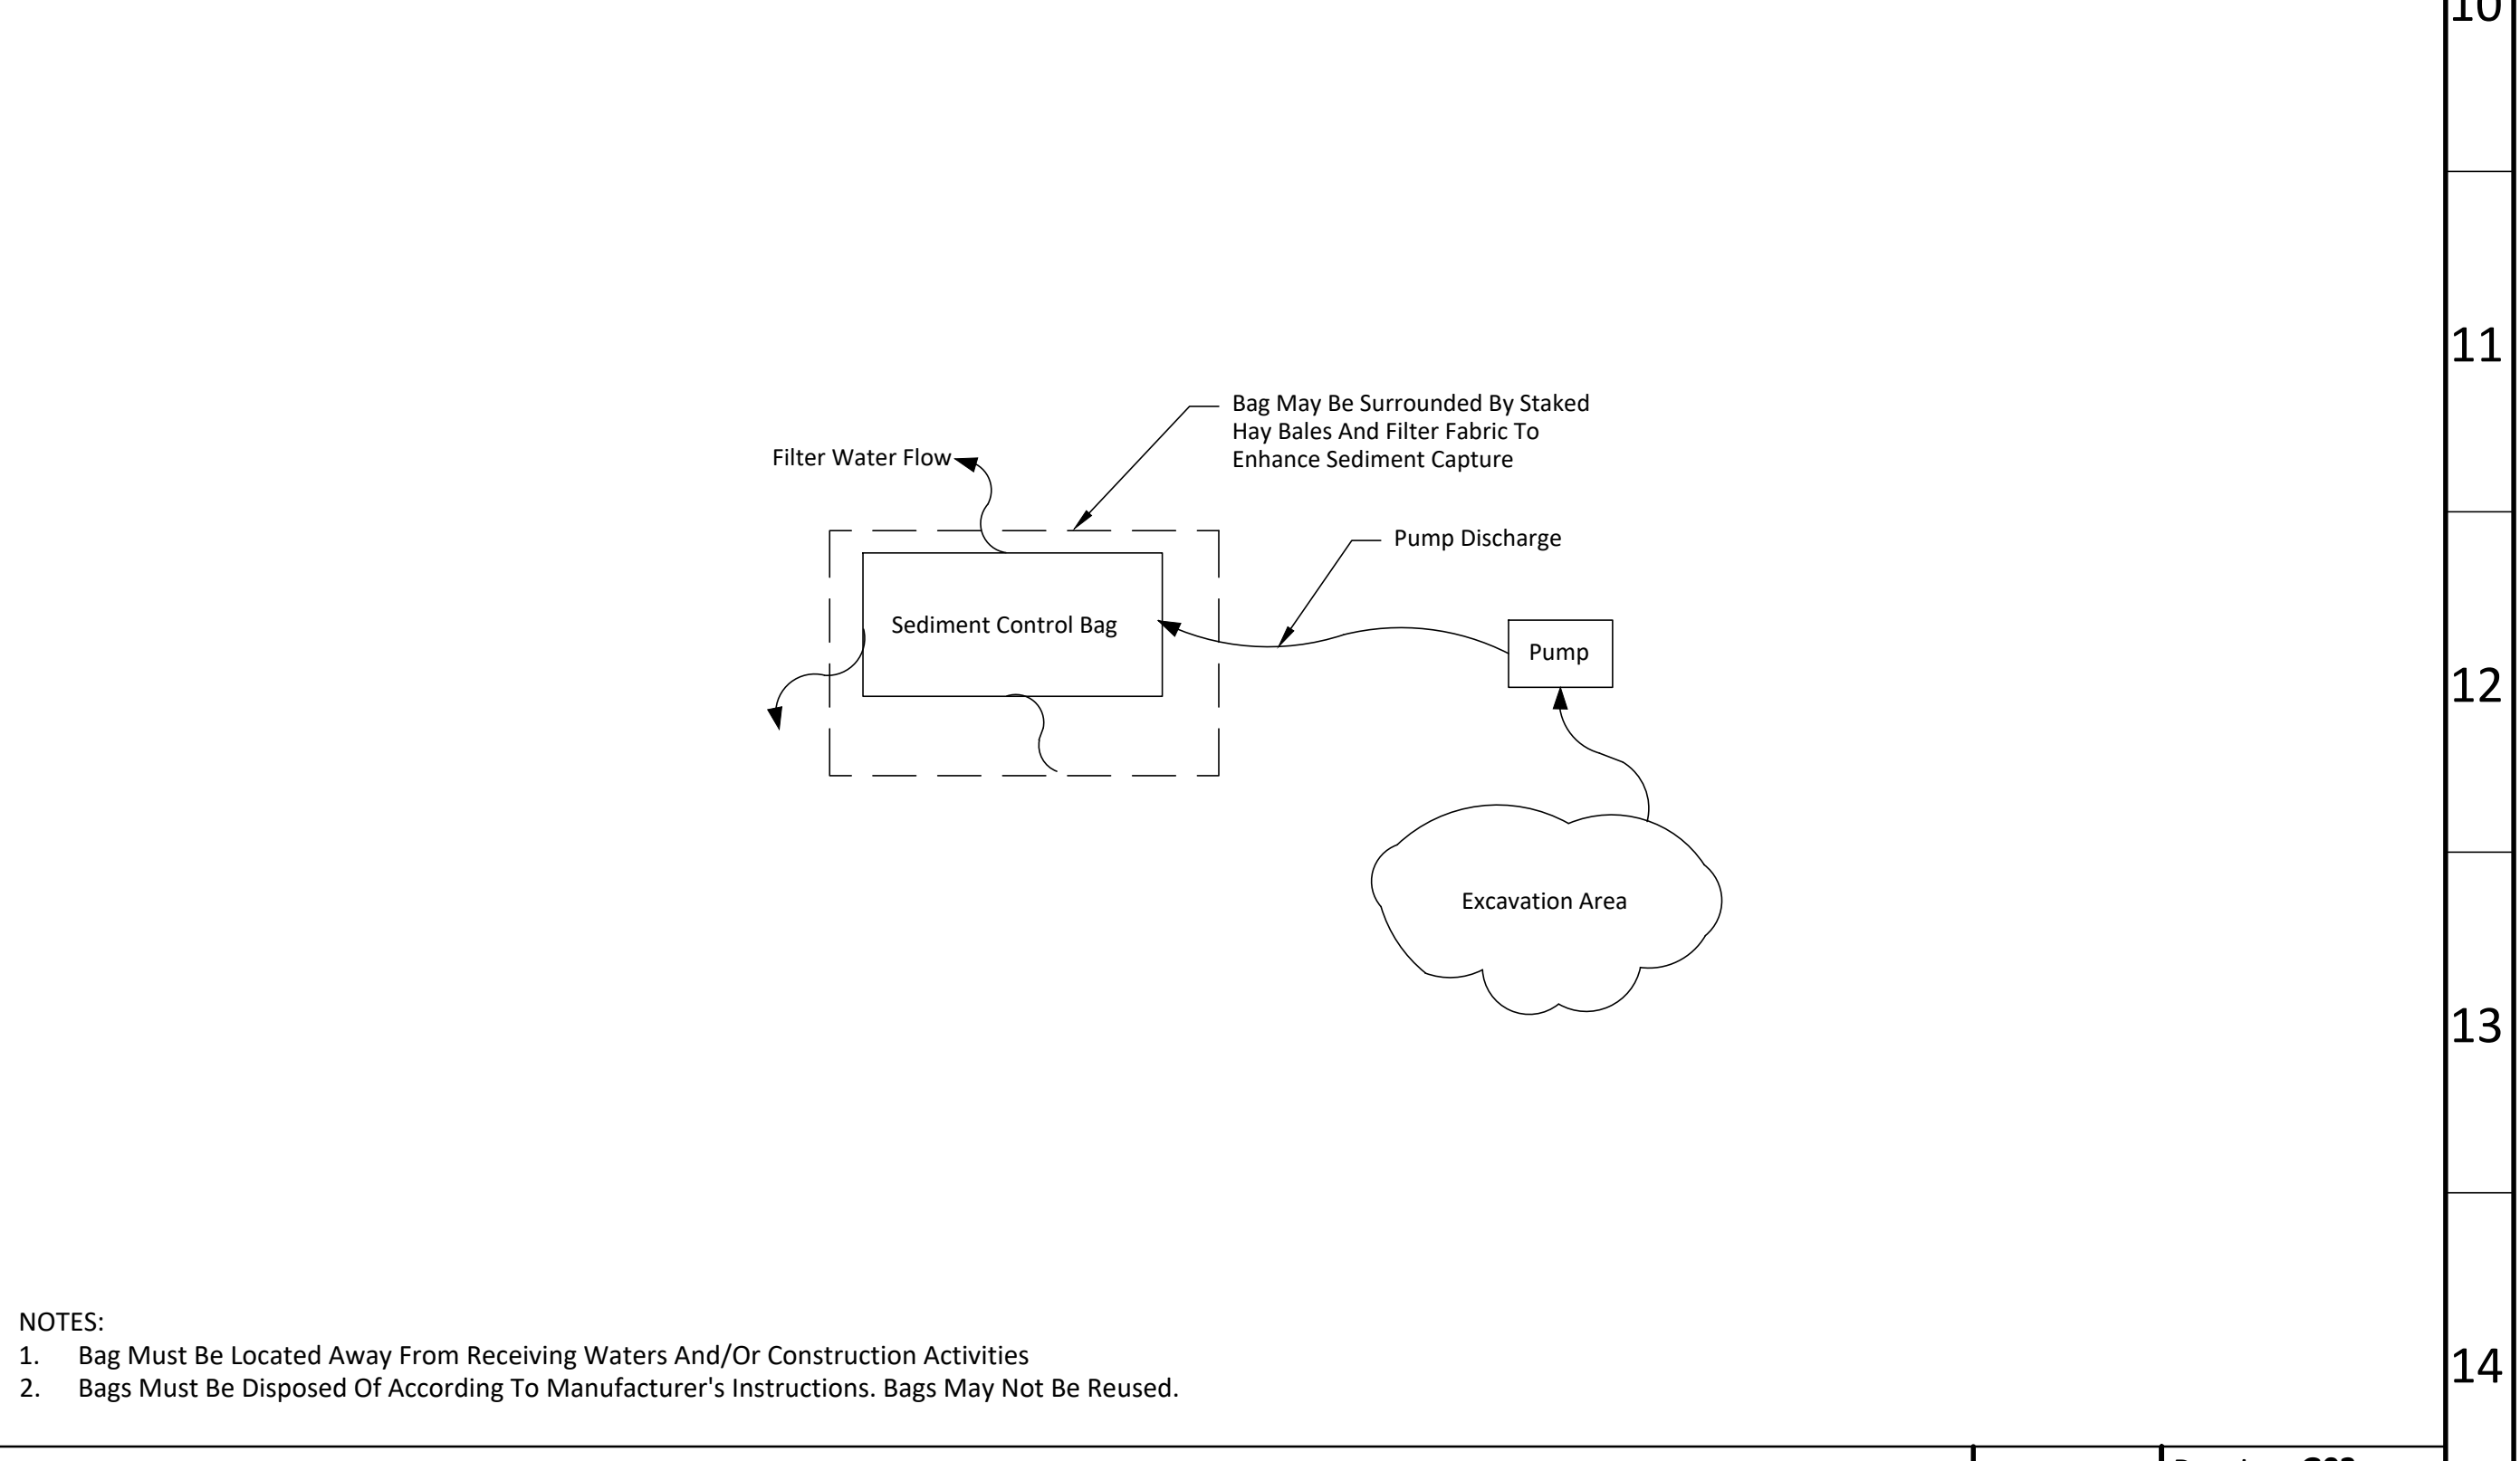 10
11
Bag May Be Surrounded By Staked
Hay Bales And Filter Fabric To
Enhance Sediment Capture
Filter Water Flow
Pump Discharge
Sediment Control Bag
Pump
12
Excavation Area
13
NOTES:
1. Bag Must Be Located Away From Receiving Waters And/Or Construction Activities
2. Bags Must Be Disposed Of According To Manufacturer's Instructions. Bags May Not Be Reused.
14